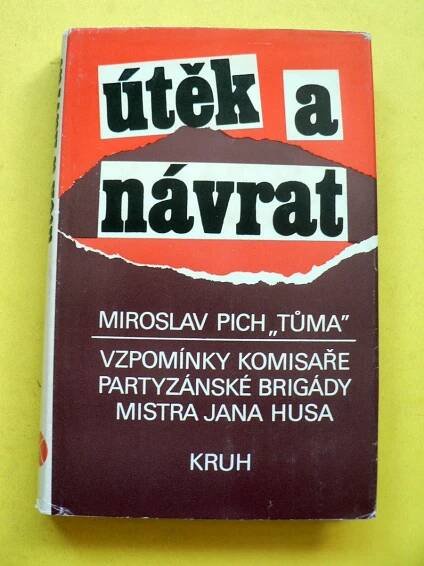 útěk a
návrat
MIROSLAV PICH „TŮMA"
VZPOMÍNKY KOMISAŘE
PARTYZÁNSKÉ BRIGÁDY
MISTRA JANA HUSA
KRUH